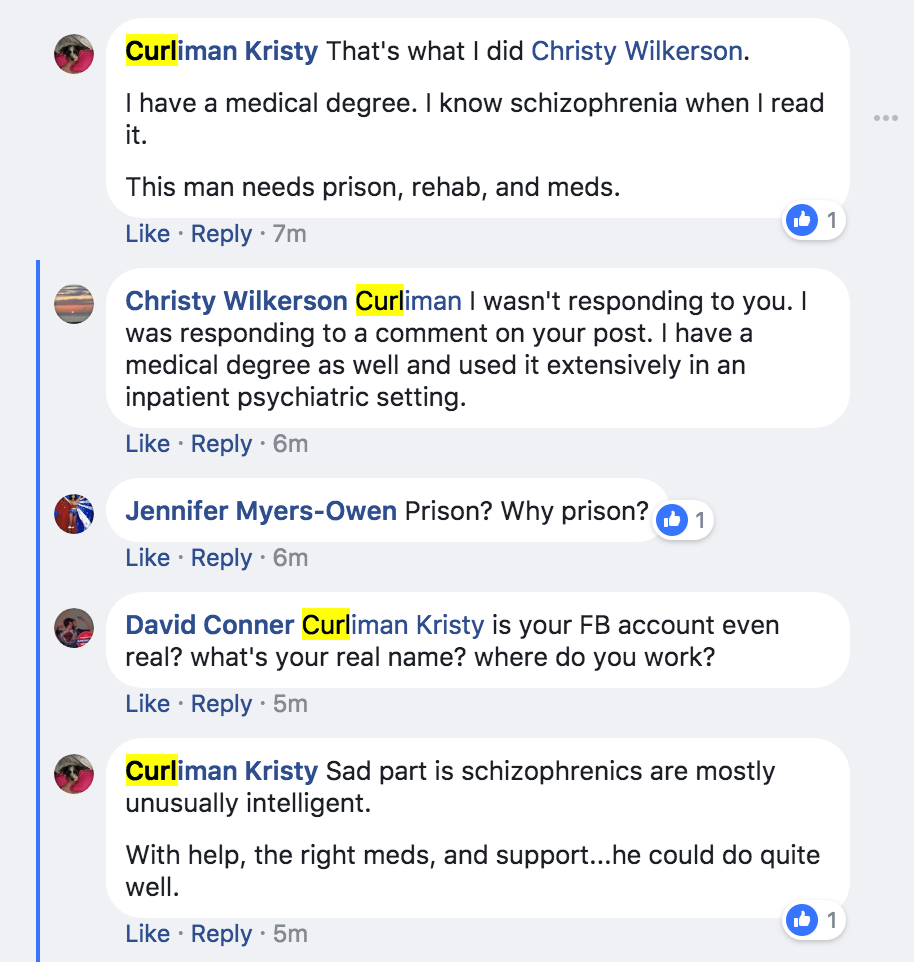 Curliman Kristy That's what I did Christy Wilkerson.
I have a medical degree. I know schizophrenia when I read
it.
This man needs prison, rehab, and meds.
1
Like · Reply · 7m
Christy Wilkerson Curliman I wasn't responding to you. I
was responding to a comment on your post. I have a
medical degree as well and used it extensively in an
inpatient psychiatric setting.
Like · Reply · 6m
Jennifer Myers-Owen Prison? Why prison?
1
Like · Reply · 6m
David Conner Curliman Kristy is your FB account even
real? what's your real name? where do you work?
Like · Reply · 5m
Curliman Kristy Sad part is schizophrenics are mostly
unusually intelligent.
With help, the right meds, and support...he could do quite
well.
1
Like · Reply · 5m